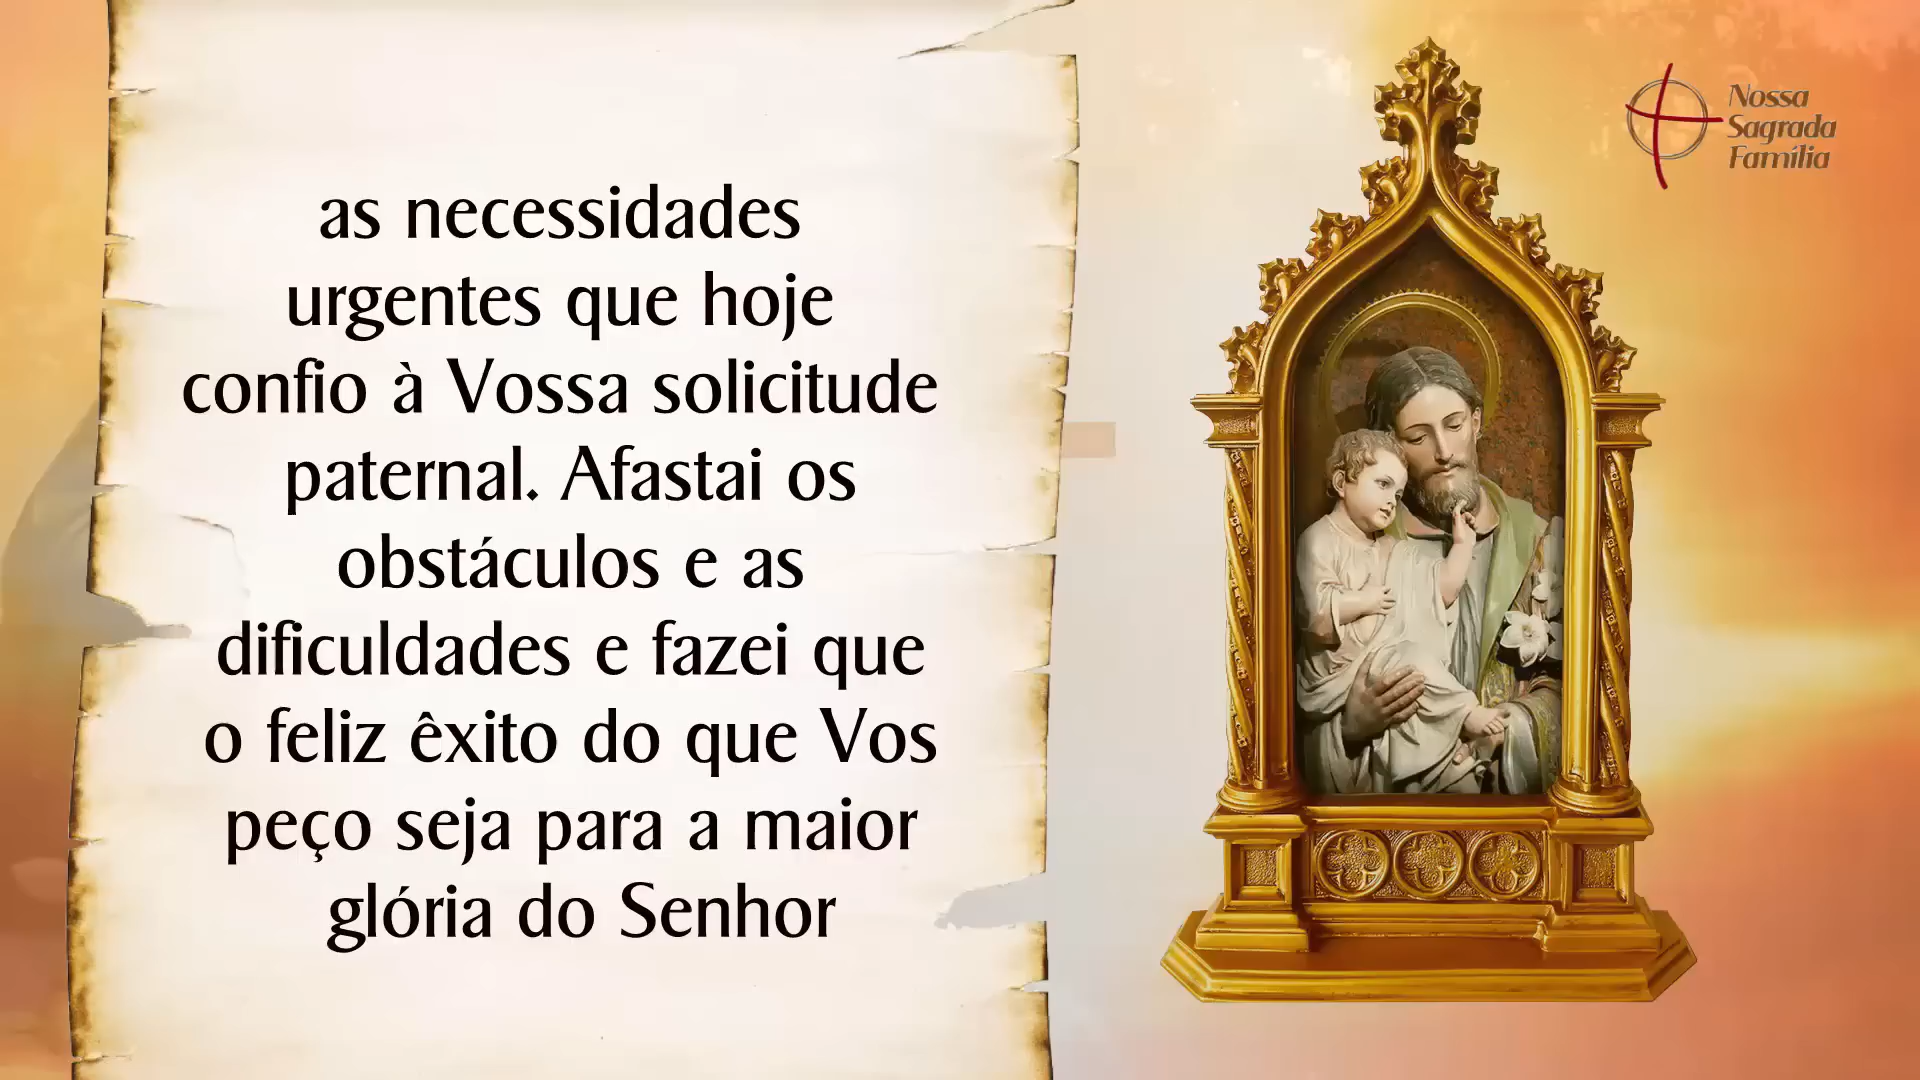 as necessidades
urgentes que hoje
confio à Vossa solicitude
paternal. Afastai os
obstáculos e as
dificuldades e fazei que
o feliz êxito do que Vos
peço seja para a maior
glória do Senhor
Nossa
Sagrada
Família